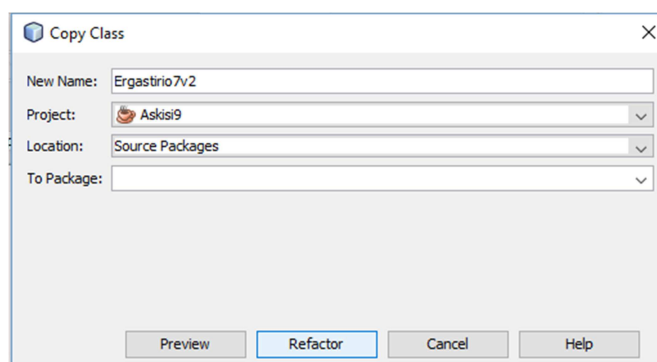 Copy Class
New Name: Ergastirio7v2
Project: Askisi9
Location: Source Packages
To Package:
Preview Refactor Cancel Help